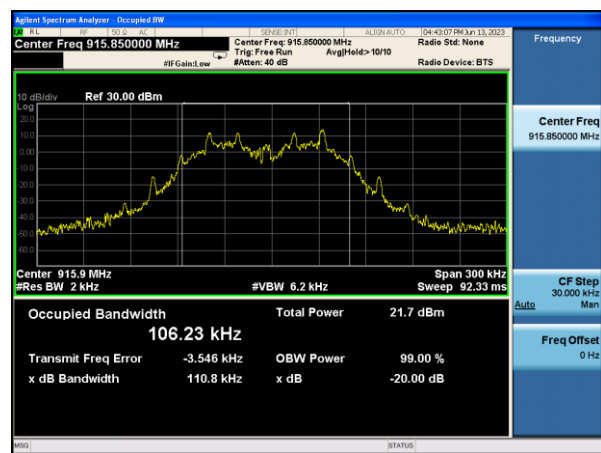 Agilent Spectrum Analyzer - Occupied BW
RL RF 50 Ω AC SENSE:INT ALIGN AUTO 04:43:07 PM Jun 13, 2023
Center Freq 915.850000 MHz Center Freq: 915.850000 MHz Radio Std: None Frequency
Trig: Free Run Avg|Hold:> 10/10
#IFGain:Low #Atten: 40 dB Radio Device: BTS
10 dB/div Ref 30.00 dBm
Log
20.0
10.0
0.00
-10.0
-20.0
-30.0
-40.0
-50.0
-60.0
Center Freq
915.850000 MHz
Center 915.9 MHz Span 300 kHz
#Res BW 2 kHz #VBW 6.2 kHz Sweep 92.33 ms
CF Step
30.000 kHz
Auto Man
Occupied Bandwidth Total Power 21.7 dBm
106.23 kHz
Transmit Freq Error -3.546 kHz OBW Power 99.00 %
x dB Bandwidth 110.8 kHz x dB -20.00 dB
Freq Offset
0 Hz
MSG STATUS